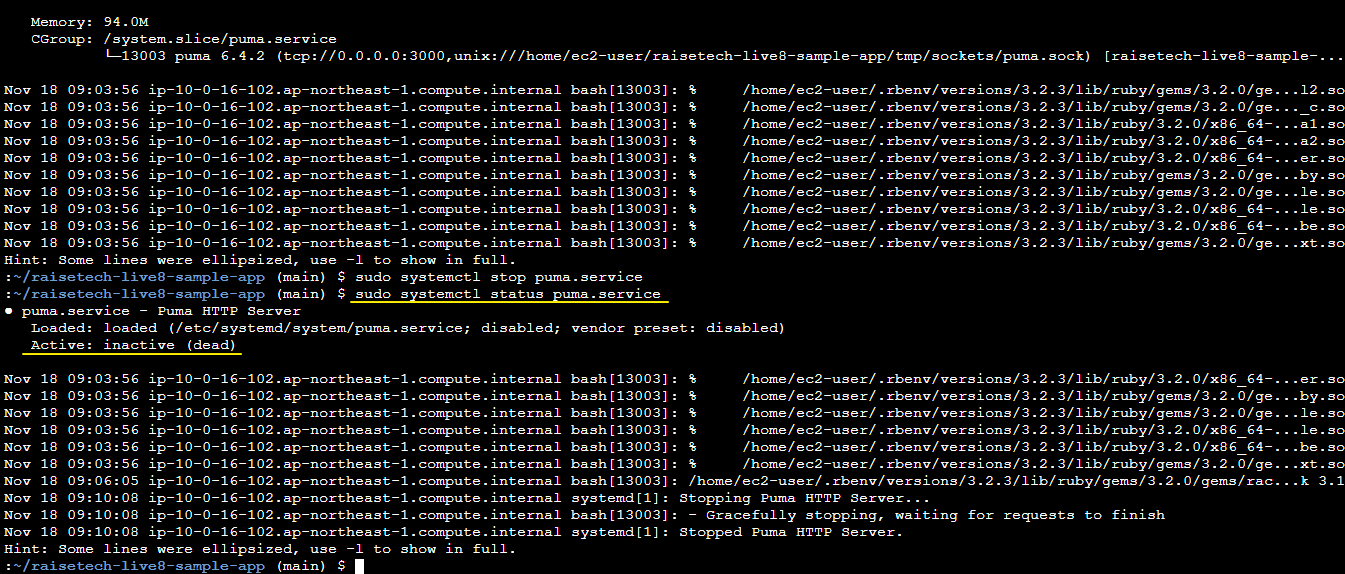 Memory: 94.0M
CGroup: /system.slice/puma.service
└─13003 puma 6.4.2 (tcp://0.0.0.0:3000,unix:///home/ec2-user/raisetech-live8-sample-app/tmp/sockets/puma.sock) [raisetech-live8-sample-...
Nov 18 09:03:56 ip-10-0-16-102.ap-northeast-1.compute.internal bash[13003]: %     /home/ec2-user/.rbenv/versions/3.2.3/lib/ruby/gems/3.2.0/ge...l2.so
Nov 18 09:03:56 ip-10-0-16-102.ap-northeast-1.compute.internal bash[13003]: %     /home/ec2-user/.rbenv/versions/3.2.3/lib/ruby/gems/3.2.0/ge..._c.so
Nov 18 09:03:56 ip-10-0-16-102.ap-northeast-1.compute.internal bash[13003]: %     /home/ec2-user/.rbenv/versions/3.2.3/lib/ruby/3.2.0/x86_64-...a1.so
Nov 18 09:03:56 ip-10-0-16-102.ap-northeast-1.compute.internal bash[13003]: %     /home/ec2-user/.rbenv/versions/3.2.3/lib/ruby/3.2.0/x86_64-...a2.so
Nov 18 09:03:56 ip-10-0-16-102.ap-northeast-1.compute.internal bash[13003]: %     /home/ec2-user/.rbenv/versions/3.2.3/lib/ruby/3.2.0/x86_64-...er.so
Nov 18 09:03:56 ip-10-0-16-102.ap-northeast-1.compute.internal bash[13003]: %     /home/ec2-user/.rbenv/versions/3.2.3/lib/ruby/gems/3.2.0/ge...by.so
Nov 18 09:03:56 ip-10-0-16-102.ap-northeast-1.compute.internal bash[13003]: %     /home/ec2-user/.rbenv/versions/3.2.3/lib/ruby/gems/3.2.0/ge...le.so
Nov 18 09:03:56 ip-10-0-16-102.ap-northeast-1.compute.internal bash[13003]: %     /home/ec2-user/.rbenv/versions/3.2.3/lib/ruby/3.2.0/x86_64-...le.so
Nov 18 09:03:56 ip-10-0-16-102.ap-northeast-1.compute.internal bash[13003]: %     /home/ec2-user/.rbenv/versions/3.2.3/lib/ruby/3.2.0/x86_64-...be.so
Nov 18 09:03:56 ip-10-0-16-102.ap-northeast-1.compute.internal bash[13003]: %     /home/ec2-user/.rbenv/versions/3.2.3/lib/ruby/gems/3.2.0/ge...xt.so
Hint: Some lines were ellipsized, use -l to show in full.
:~/raisetech-live8-sample-app (main) $ sudo systemctl stop puma.service
:~/raisetech-live8-sample-app (main) $ sudo systemctl status puma.service
● puma.service - Puma HTTP Server
Loaded: loaded (/etc/systemd/system/puma.service; disabled; vendor preset: disabled)
Active: inactive (dead)
Nov 18 09:03:56 ip-10-0-16-102.ap-northeast-1.compute.internal bash[13003]: %     /home/ec2-user/.rbenv/versions/3.2.3/lib/ruby/3.2.0/x86_64-...er.so
Nov 18 09:03:56 ip-10-0-16-102.ap-northeast-1.compute.internal bash[13003]: %     /home/ec2-user/.rbenv/versions/3.2.3/lib/ruby/gems/3.2.0/ge...by.so
Nov 18 09:03:56 ip-10-0-16-102.ap-northeast-1.compute.internal bash[13003]: %     /home/ec2-user/.rbenv/versions/3.2.3/lib/ruby/gems/3.2.0/ge...le.so
Nov 18 09:03:56 ip-10-0-16-102.ap-northeast-1.compute.internal bash[13003]: %     /home/ec2-user/.rbenv/versions/3.2.3/lib/ruby/3.2.0/x86_64-...le.so
Nov 18 09:03:56 ip-10-0-16-102.ap-northeast-1.compute.internal bash[13003]: %     /home/ec2-user/.rbenv/versions/3.2.3/lib/ruby/3.2.0/x86_64-...be.so
Nov 18 09:03:56 ip-10-0-16-102.ap-northeast-1.compute.internal bash[13003]: %     /home/ec2-user/.rbenv/versions/3.2.3/lib/ruby/gems/3.2.0/ge...xt.so
Nov 18 09:06:05 ip-10-0-16-102.ap-northeast-1.compute.internal bash[13003]: /home/ec2-user/.rbenv/versions/3.2.3/lib/ruby/gems/3.2.0/gems/rac...k 3.1
Nov 18 09:10:08 ip-10-0-16-102.ap-northeast-1.compute.internal systemd[1]: Stopping Puma HTTP Server...
Nov 18 09:10:08 ip-10-0-16-102.ap-northeast-1.compute.internal bash[13003]: - Gracefully stopping, waiting for requests to finish
Nov 18 09:10:08 ip-10-0-16-102.ap-northeast-1.compute.internal systemd[1]: Stopped Puma HTTP Server.
Hint: Some lines were ellipsized, use -l to show in full.
:~/raisetech-live8-sample-app (main) $